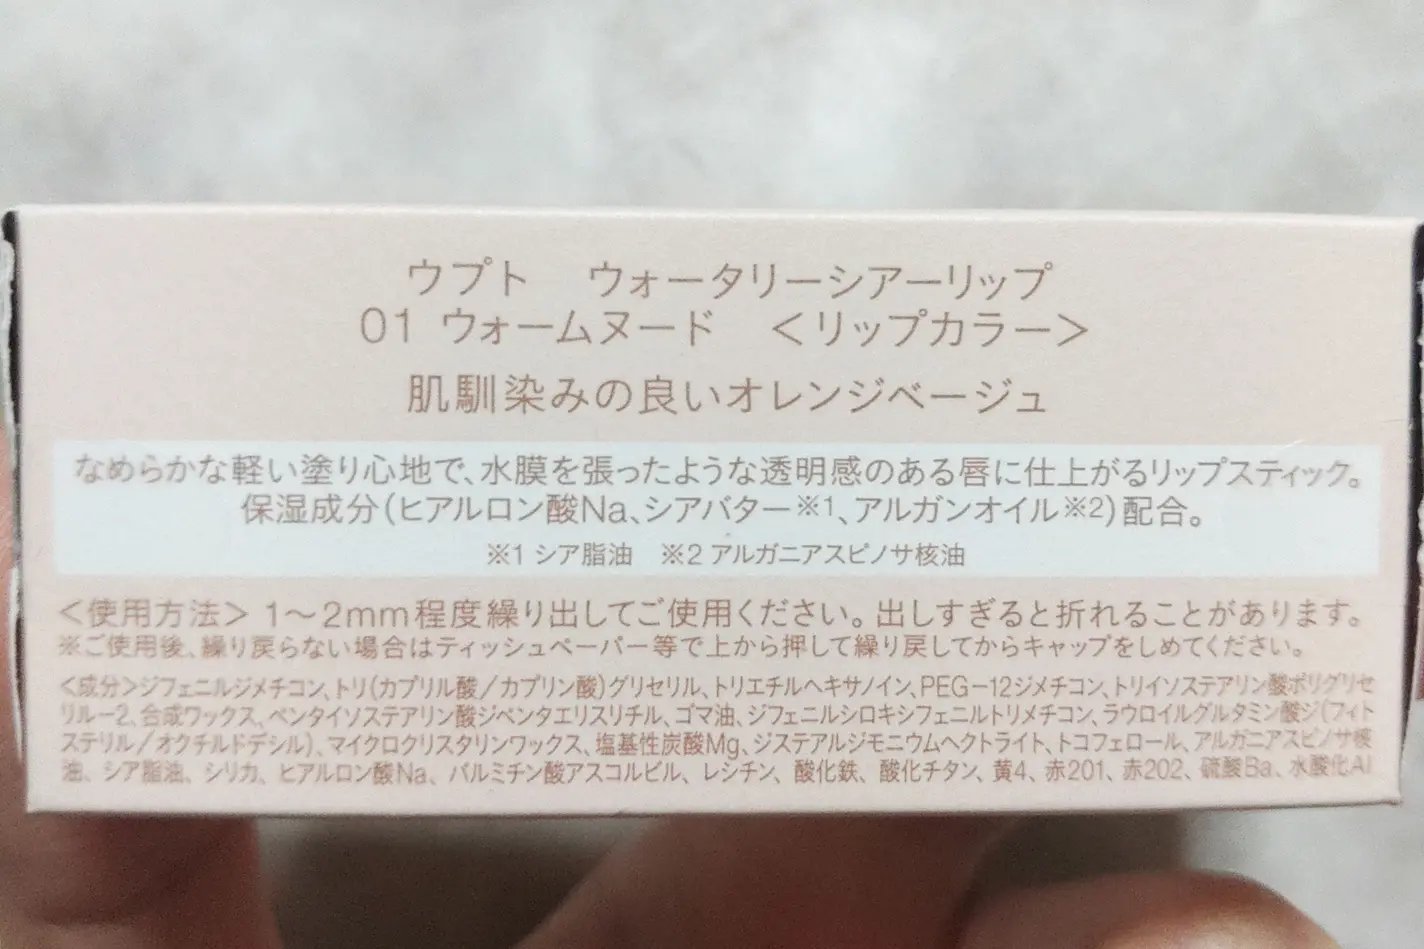 ウプト　ウォータリーシアーリップ
01 ウォームヌード　＜リップカラー＞
肌馴染みの良いオレンジベージュ
なめらかな軽い塗り心地で、水膜を張ったような透明感のある唇に仕上がるリップスティック。
保湿成分(ヒアルロン酸Na、シアバター※1、アルガンオイル※2)配合。
※1 シア脂油　※2 アルガニアスピノサ核油
＜使用方法＞ 1〜2mm程度繰り出してご使用ください。出しすぎると折れることがあります。
※ご使用後、繰り戻らない場合はティッシュペーパー等で上から押して繰り戻してからキャップをしめてください。
＜成分＞ジフェニルジメチコン、トリ(カプリル酸／カプリン酸)グリセリル、トリエチルヘキサノイン、PEG−12ジメチコン、トリイソステアリン酸ポリグリセ
リル−2、合成ワックス、ペンタイソステアリン酸ジペンタエリスリチル、ゴマ油、ジフェニルシロキシフェニルトリメチコン、ラウロイルグルタミン酸ジ(フィト
ステリル／オクチルドデシル)、マイクロクリスタリンワックス、塩基性炭酸Mg、ジステアルジモニウムヘクトライト、トコフェロール、アルガニアスピノサ核
油、シア脂油、シリカ、ヒアルロン酸Na、パルミチン酸アスコルビル、レシチン、酸化鉄、酸化チタン、黄4、赤201、赤202、硫酸Ba、水酸化Al